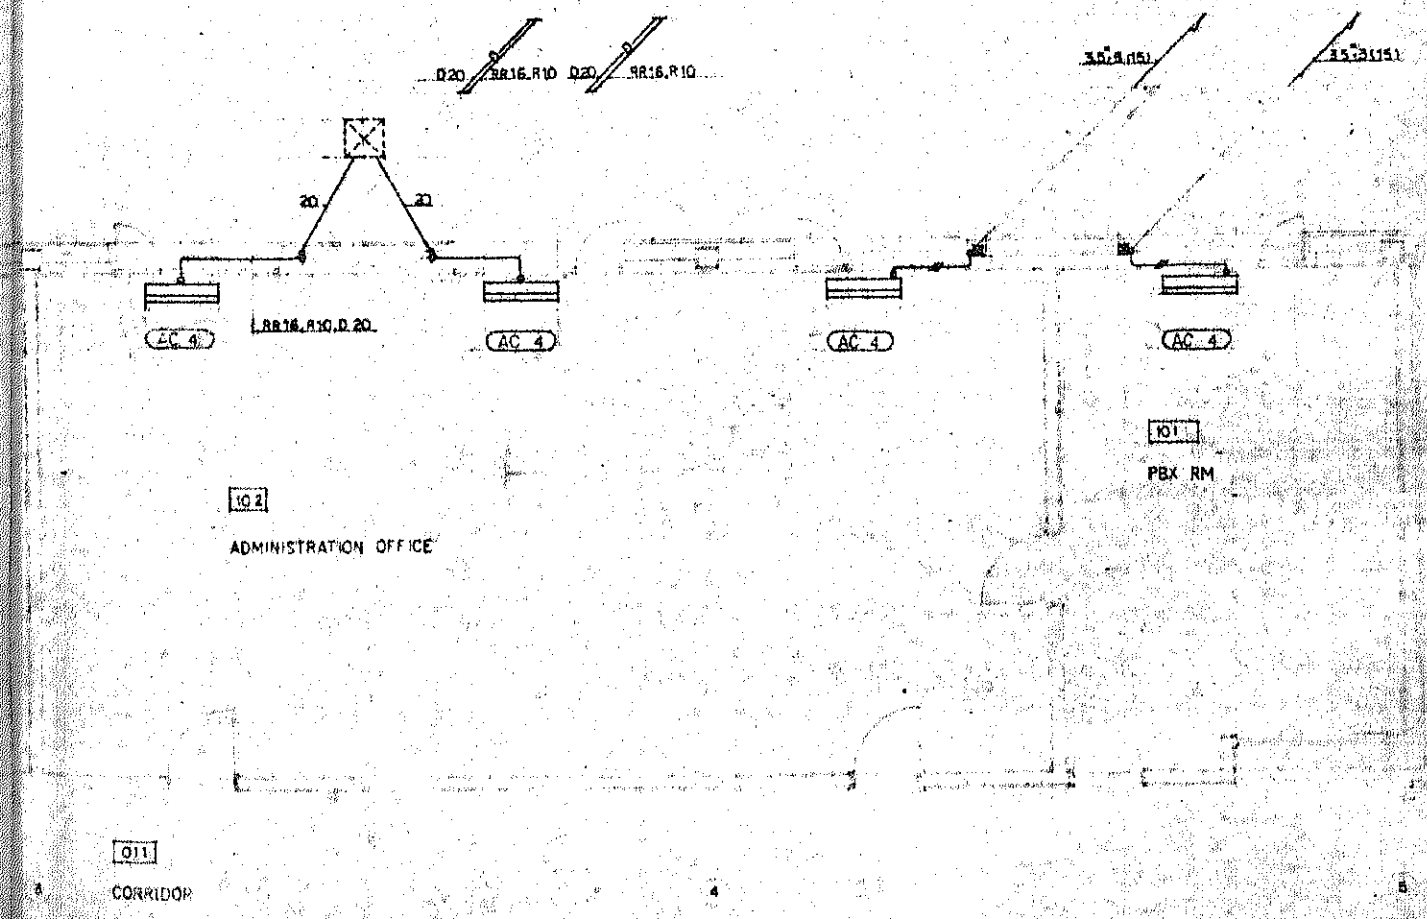 D20 RR16,R10 D20 RR16,R10
20 20
RR16,R10,D 20
AC 4 AC 4 AC 4 AC 4
101
PBX RM
102
ADMINISTRATION OFFICE
011
CORRIDOR
4
5